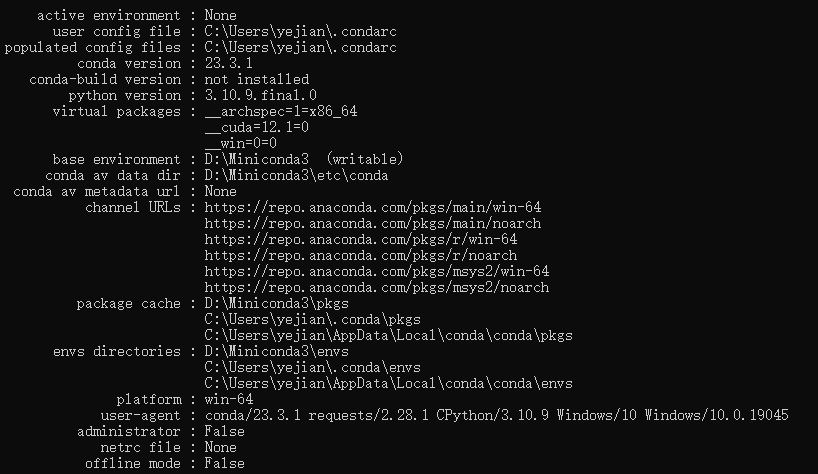 active environment : None
user config file : C:\Users\yejian\.condarc
populated config files : C:\Users\yejian\.condarc
conda version : 23.3.1
conda-build version : not installed
python version : 3.10.9.final.0
virtual packages : __archspec=1=x86_64
__cuda=12.1=0
__win=0=0
base environment : D:\Miniconda3  (writable)
conda av data dir : D:\Miniconda3\etc\conda
conda av metadata url : None
channel URLs : https://repo.anaconda.com/pkgs/main/win-64
https://repo.anaconda.com/pkgs/main/noarch
https://repo.anaconda.com/pkgs/r/win-64
https://repo.anaconda.com/pkgs/r/noarch
https://repo.anaconda.com/pkgs/msys2/win-64
https://repo.anaconda.com/pkgs/msys2/noarch
package cache : D:\Miniconda3\pkgs
C:\Users\yejian\.conda\pkgs
C:\Users\yejian\AppData\Local\conda\conda\pkgs
envs directories : D:\Miniconda3\envs
C:\Users\yejian\.conda\envs
C:\Users\yejian\AppData\Local\conda\conda\envs
platform : win-64
user-agent : conda/23.3.1 requests/2.28.1 CPython/3.10.9 Windows/10 Windows/10.0.19045
administrator : False
netrc file : None
offline mode : False